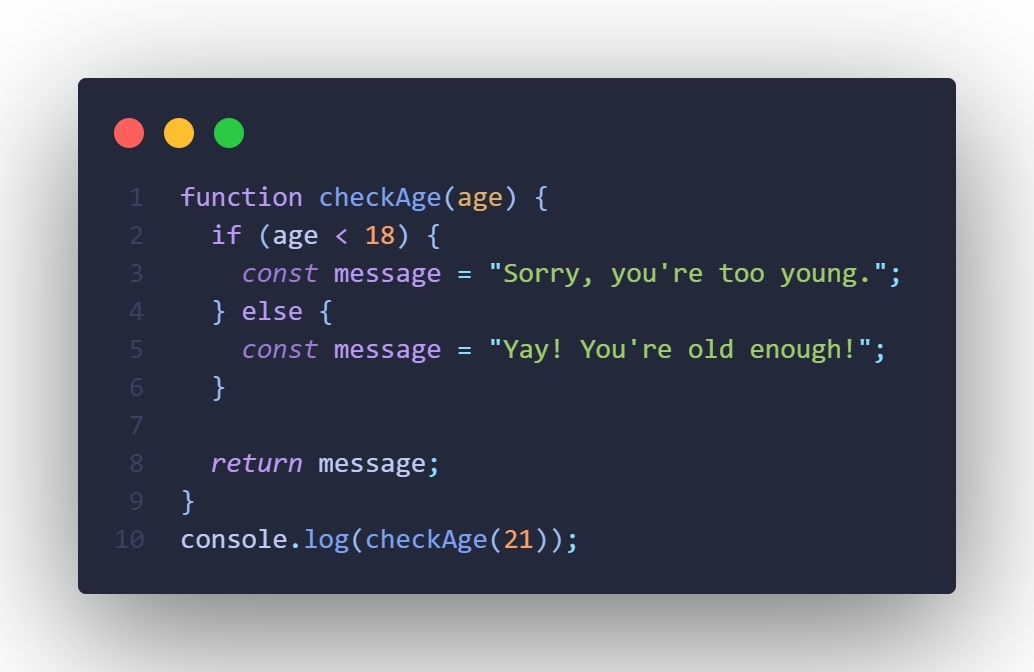 1 function checkAge(age) {
2 if (age < 18) {
3 const message = "Sorry, you're too young.";
4 } else {
5 const message = "Yay! You're old enough!";
6 }
7
8 return message;
9 }
10 console.log(checkAge(21));